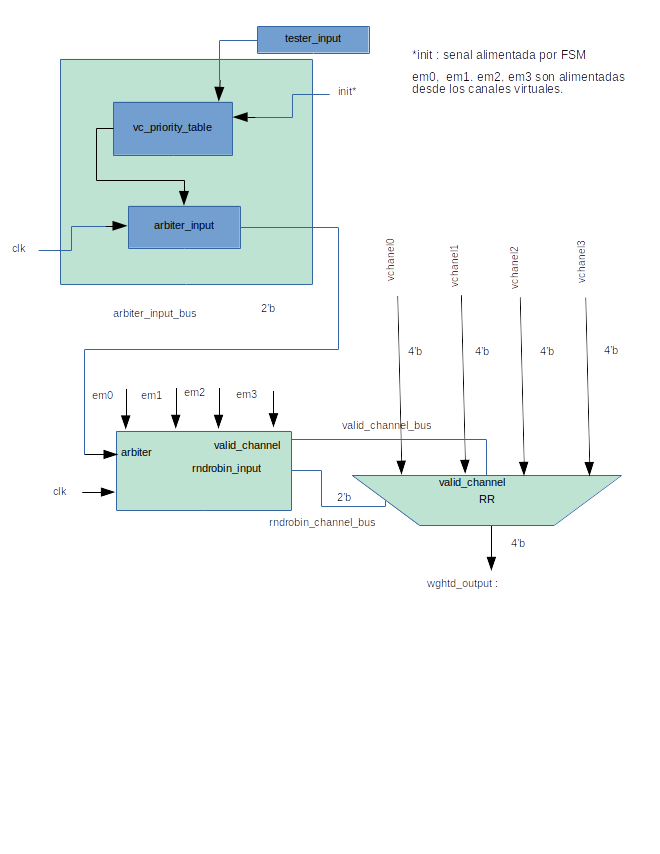 tester_input
*init : senal alimentada por FSM
em0, em1. em2, em3 son alimentadas
desde los canales virtuales.
init*
vc_priority_table
arbiter_input
clk
vchanel0
vchanel1
vchanel2
vchanel3
arbiter_input_bus
2'b
4'b
4'b
4'b
4'b
em0
em1
em2
em3
valid_channel_bus
arbiter
valid_channel
rndrobin_input
clk
2'b
rndrobin_channel_bus
valid_channel
RR
4'b
wghtd_output :